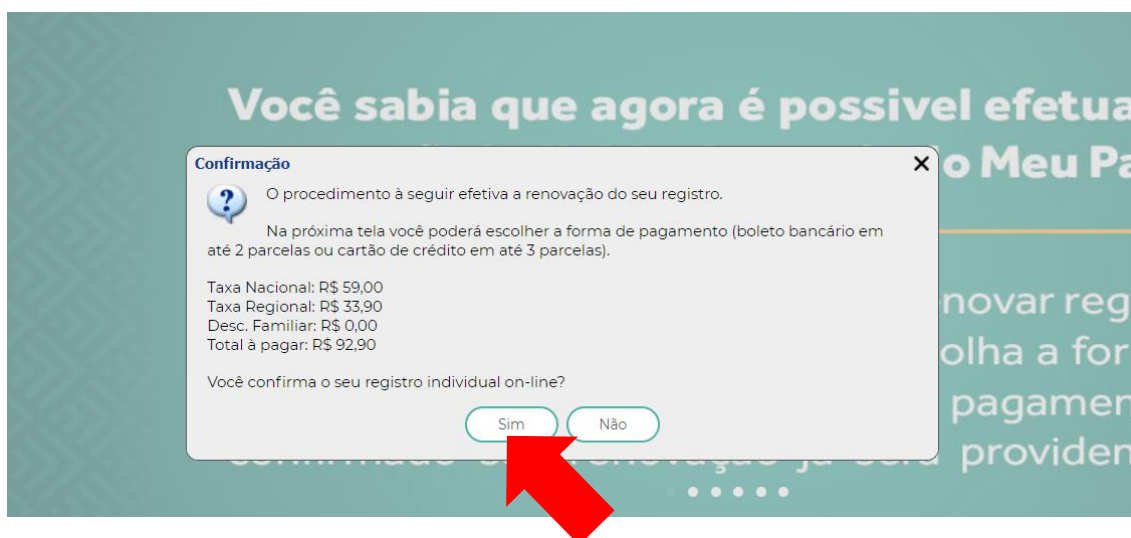 Você sabia que agora é possivel efetua
o Meu Pa
Confirmação
O procedimento à seguir efetiva a renovação do seu registro.
Na próxima tela você poderá escolher a forma de pagamento (boleto bancário em
até 2 parcelas ou cartão de crédito em até 3 parcelas).
Taxa Nacional: R$ 59,00
Taxa Regional: R$ 33,90
Desc. Familiar: R$ 0,00
Total à pagar: R$ 92,90
Você confirma o seu registro individual on-line?
Sim
Não
novar reg
olha a for
pagamen
providen